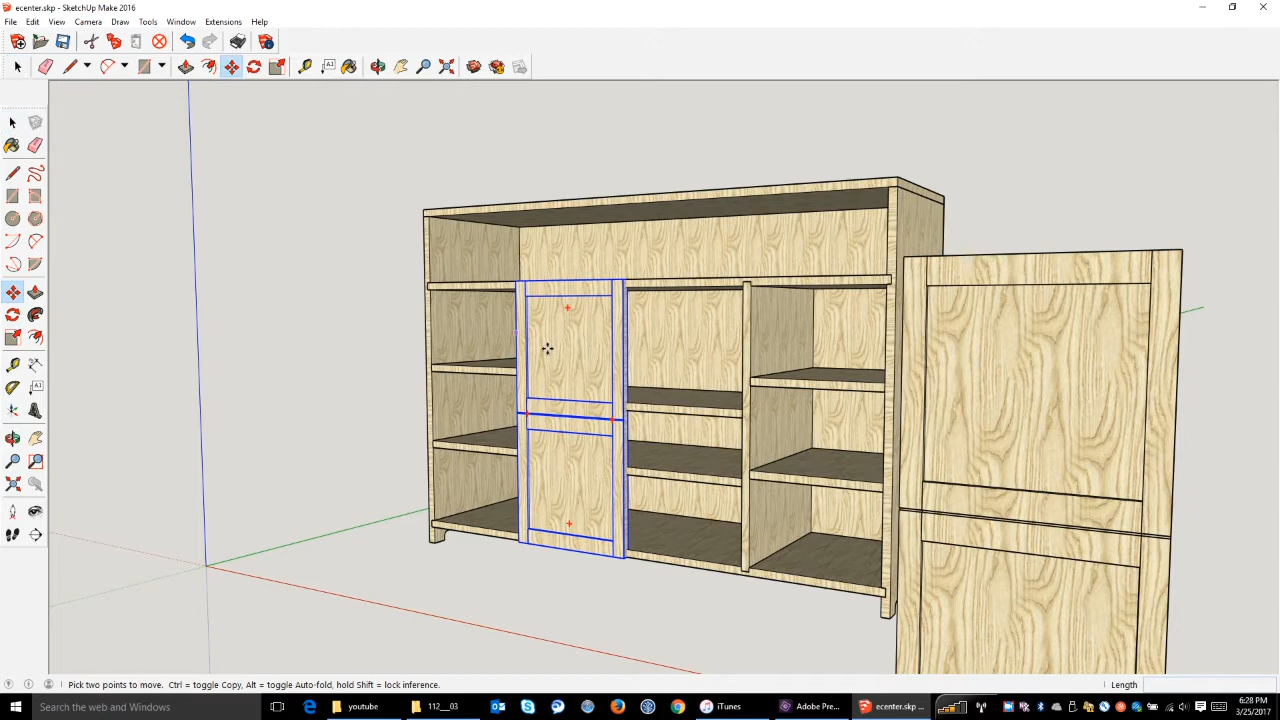 ecenter.skp - SketchUp Make 2016
File Edit View Camera Draw Tools Window Extensions Help
Pick two points to move. Ctrl = toggle Copy, Alt = toggle Auto-fold, hold Shift = lock inference.
Length
Search the web and Windows
youtube
112__03
iTunes
Adobe Pre...
ecenter.skp ...
6:28 PM
3/25/2017